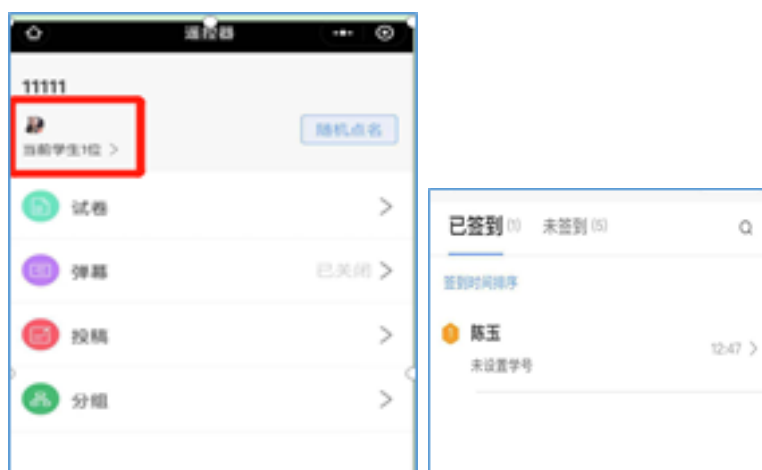 遥控器
11111
当前学生1位 >
随机点名
试卷
弹幕
已关闭
投稿
分组
已签到(1) 未签到(5)
签到时间排序
1 陈玉
12:47
未设置学号